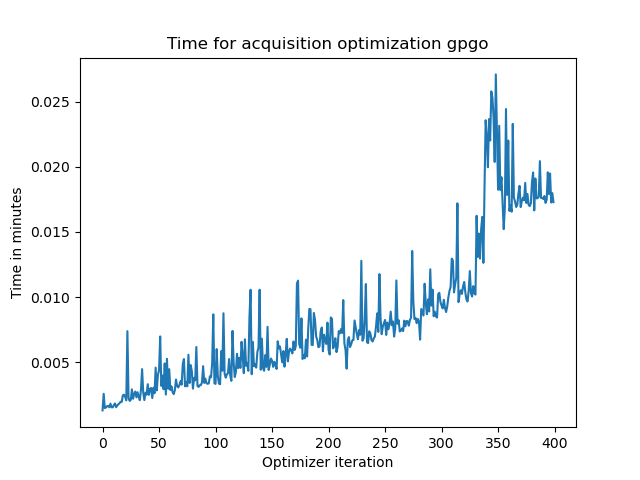 Time for acquisition optimization gpgo
0.025
0.020
0.015
0.010
0.005
Time in minutes
0 50 100 150 200 250 300 350 400
Optimizer iteration